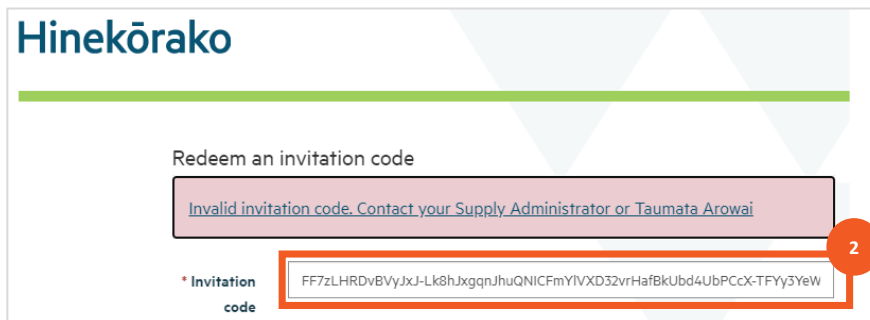 Hinekōrako
Redeem an invitation code
Invalid invitation code. Contact your Supply Administrator or Taumata Arowai
2
* Invitation code
FF7zLHRDvBVyJxJ-Lk8hJxgqnJhuQNICFmYlVXD32vrHafBkUbd4UbPCcX-TFYy3YeW